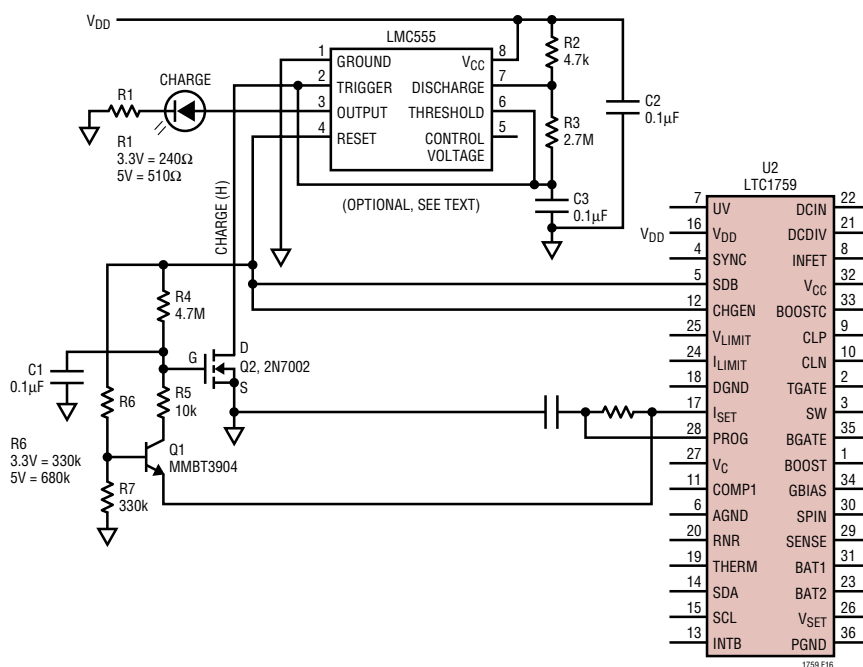 VDD
LMC555
1 GROUND VCC 8
2 TRIGGER DISCHARGE 7
3 OUTPUT THRESHOLD 6
4 RESET CONTROL VOLTAGE 5
R2
4.7k
R3
2.7M
C2
0.1µF
C3
0.1µF
CHARGE
R1
R1
3.3V = 240Ω
5V = 510Ω
(OPTIONAL, SEE TEXT)
CHARGE (H)
R4
4.7M
C1
0.1µF
G
D
Q2, 2N7002
S
R5
10k
R6
R6
3.3V = 330k
5V = 680k
Q1
MMBT3904
R7
330k
U2
LTC1759
VDD
7 UV DCIN 22
16 VDD DCDIV 21
4 SYNC INFET 8
5 SDB VCC 32
12 CHGEN BOOSTC 33
25 VLIMIT CLP 9
24 ILIMIT CLN 10
18 DGND TGATE 2
17 ISET SW 3
28 PROG BGATE 35
27 VC BOOST 1
11 COMP1 GBIAS 34
6 AGND SPIN 30
20 RNR SENSE 29
19 THERM BAT1 31
14 SDA BAT2 23
15 SCL VSET 26
13 INTB PGND 36
1759 F16